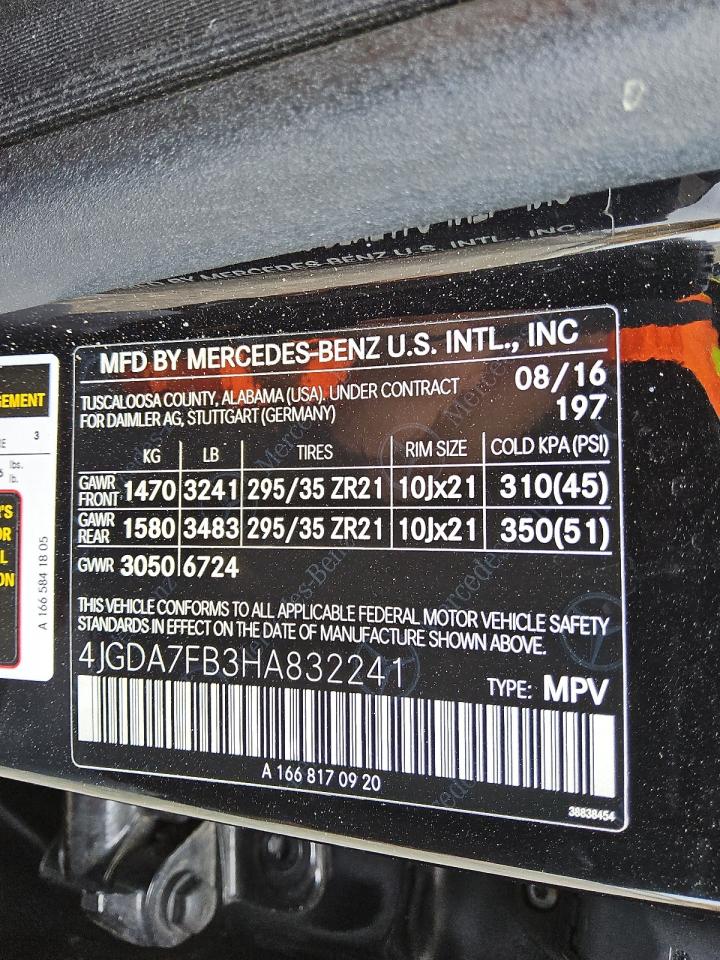 MFD BY MERCEDES-BENZ U.S. INTL., INC
TUSCALOOSA COUNTY, ALABAMA (USA). UNDER CONTRACT
FOR DAIMLER AG, STUTTGART (GERMANY)
08/16
197
KG LB TIRES RIM SIZE COLD KPA (PSI)
GAWR FRONT 1470 3241 295/35 ZR21 10Jx21 310(45)
GAWR REAR 1580 3483 295/35 ZR21 10Jx21 350(51)
GVWR 3050 6724
THIS VEHICLE CONFORMS TO ALL APPLICABLE FEDERAL MOTOR VEHICLE SAFETY
STANDARDS IN EFFECT ON THE DATE OF MANUFACTURE SHOWN ABOVE.
4JGDA7FB3HA832241
TYPE: MPV
A 166 817 09 20
38838454
3
lbs.
lb.
A 166 584 18 05